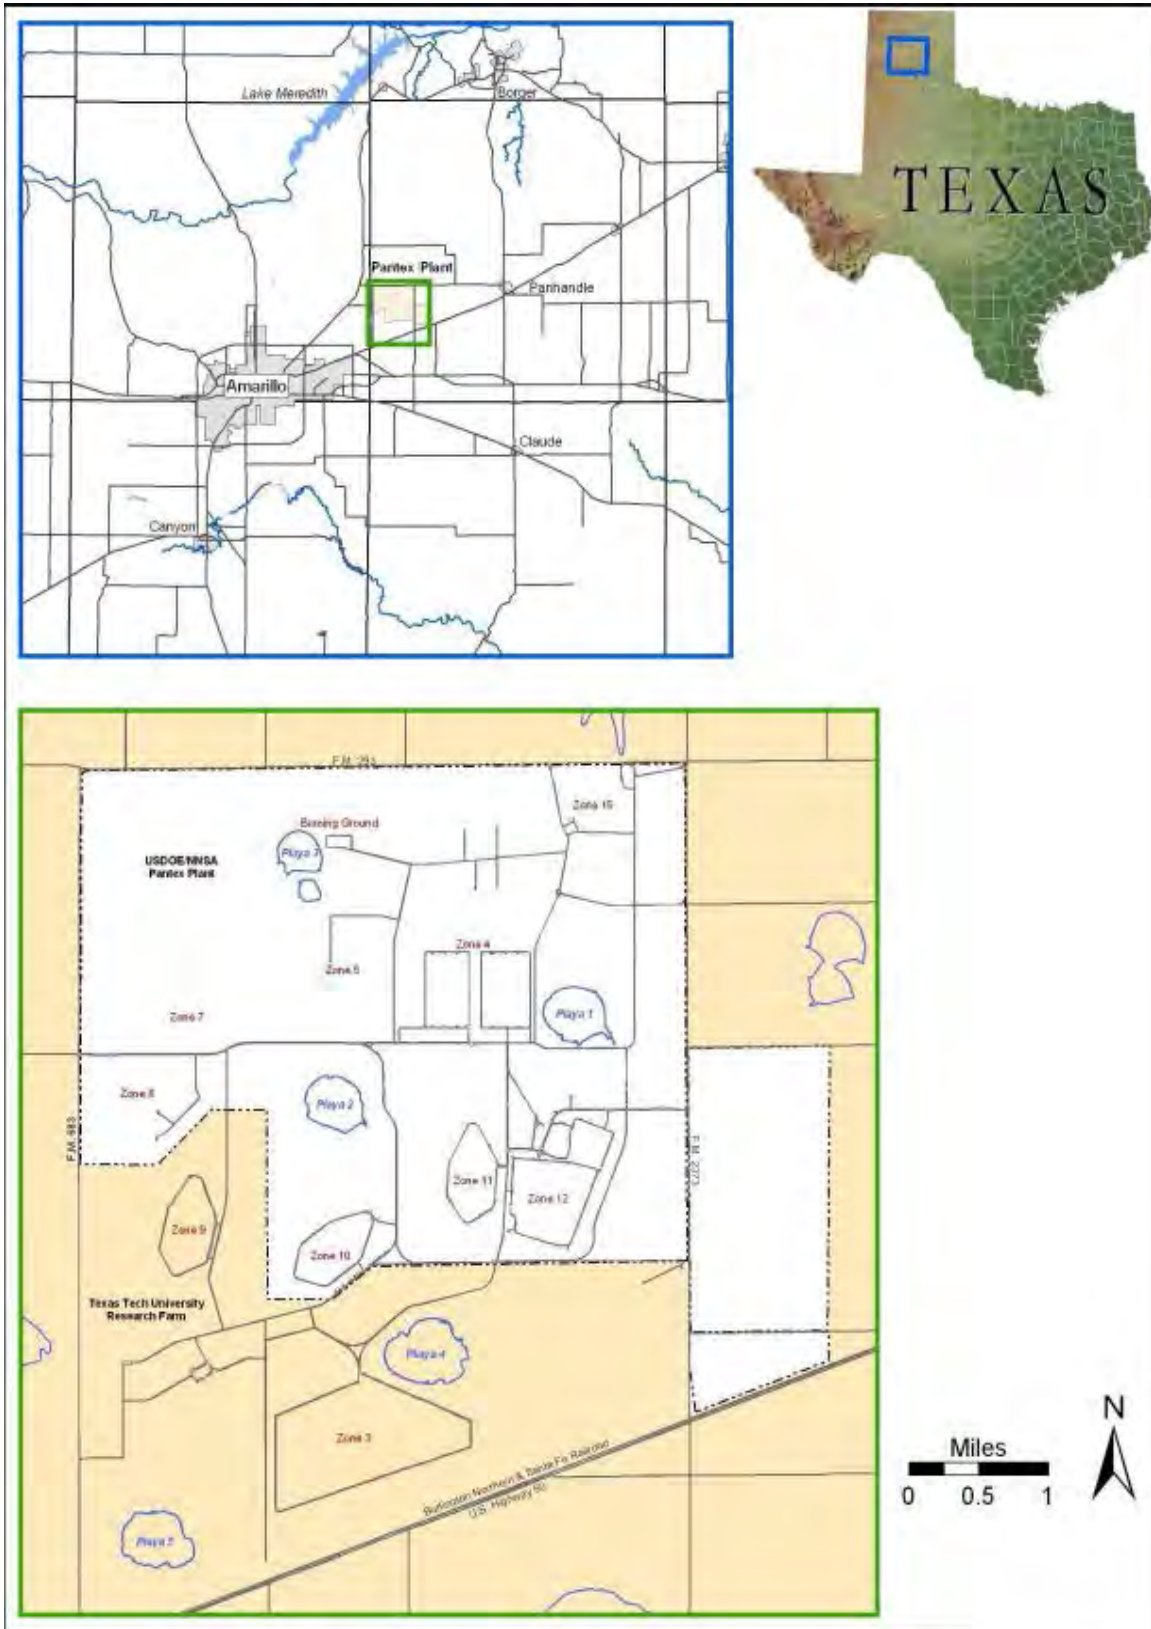 Lake Meredith
Borger
TEXAS
Pantex Plant
Panhandle
Amarillo
Claude
Canyon
F.M. 293
Zone 15
Burning Ground
Playa 3
USDOE/NNSA
Pantex Plant
Zone 4
Zone 5
Zone 7
Playa 1
Zone 8
Playa 2
F.M. 683
F.M. 2373
Zone 11
Zone 12
Zone 9
Zone 10
Texas Tech University
Research Farm
Playa 4
Zone 3
Burlington Northern & Santa Fe Railroad
U.S. Highway 60
Playa 5
N
Miles
0 0.5 1